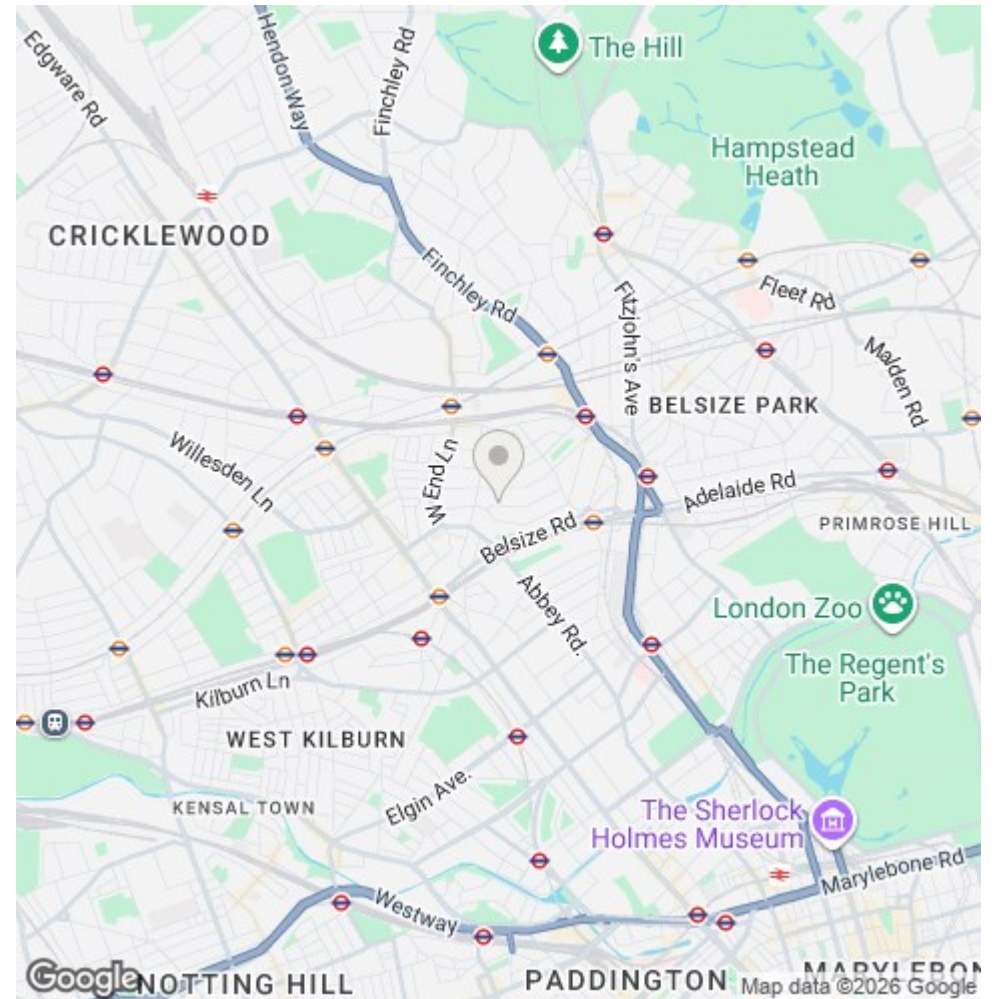 Hendon Way
Finchley Rd
Edgware Rd
The Hill
Hampstead
Heath
CRICKLEWOOD
Finchley Rd
Fitzjohn's Ave
Fleet Rd
Malden Rd
BELSIZE PARK
Willesden Ln
W End Ln
Adelaide Rd
Belsize Rd
PRIMROSE HILL
Abbey Rd.
London Zoo
The Regent's
Park
Kilburn Ln
WEST KILBURN
Elgin Ave.
KENSAL TOWN
The Sherlock
Holmes Museum
Marylebone Rd
Westway
Google
NOTTING HILL
PADDINGTON
MARYLEBON
Map data ©2026 Google